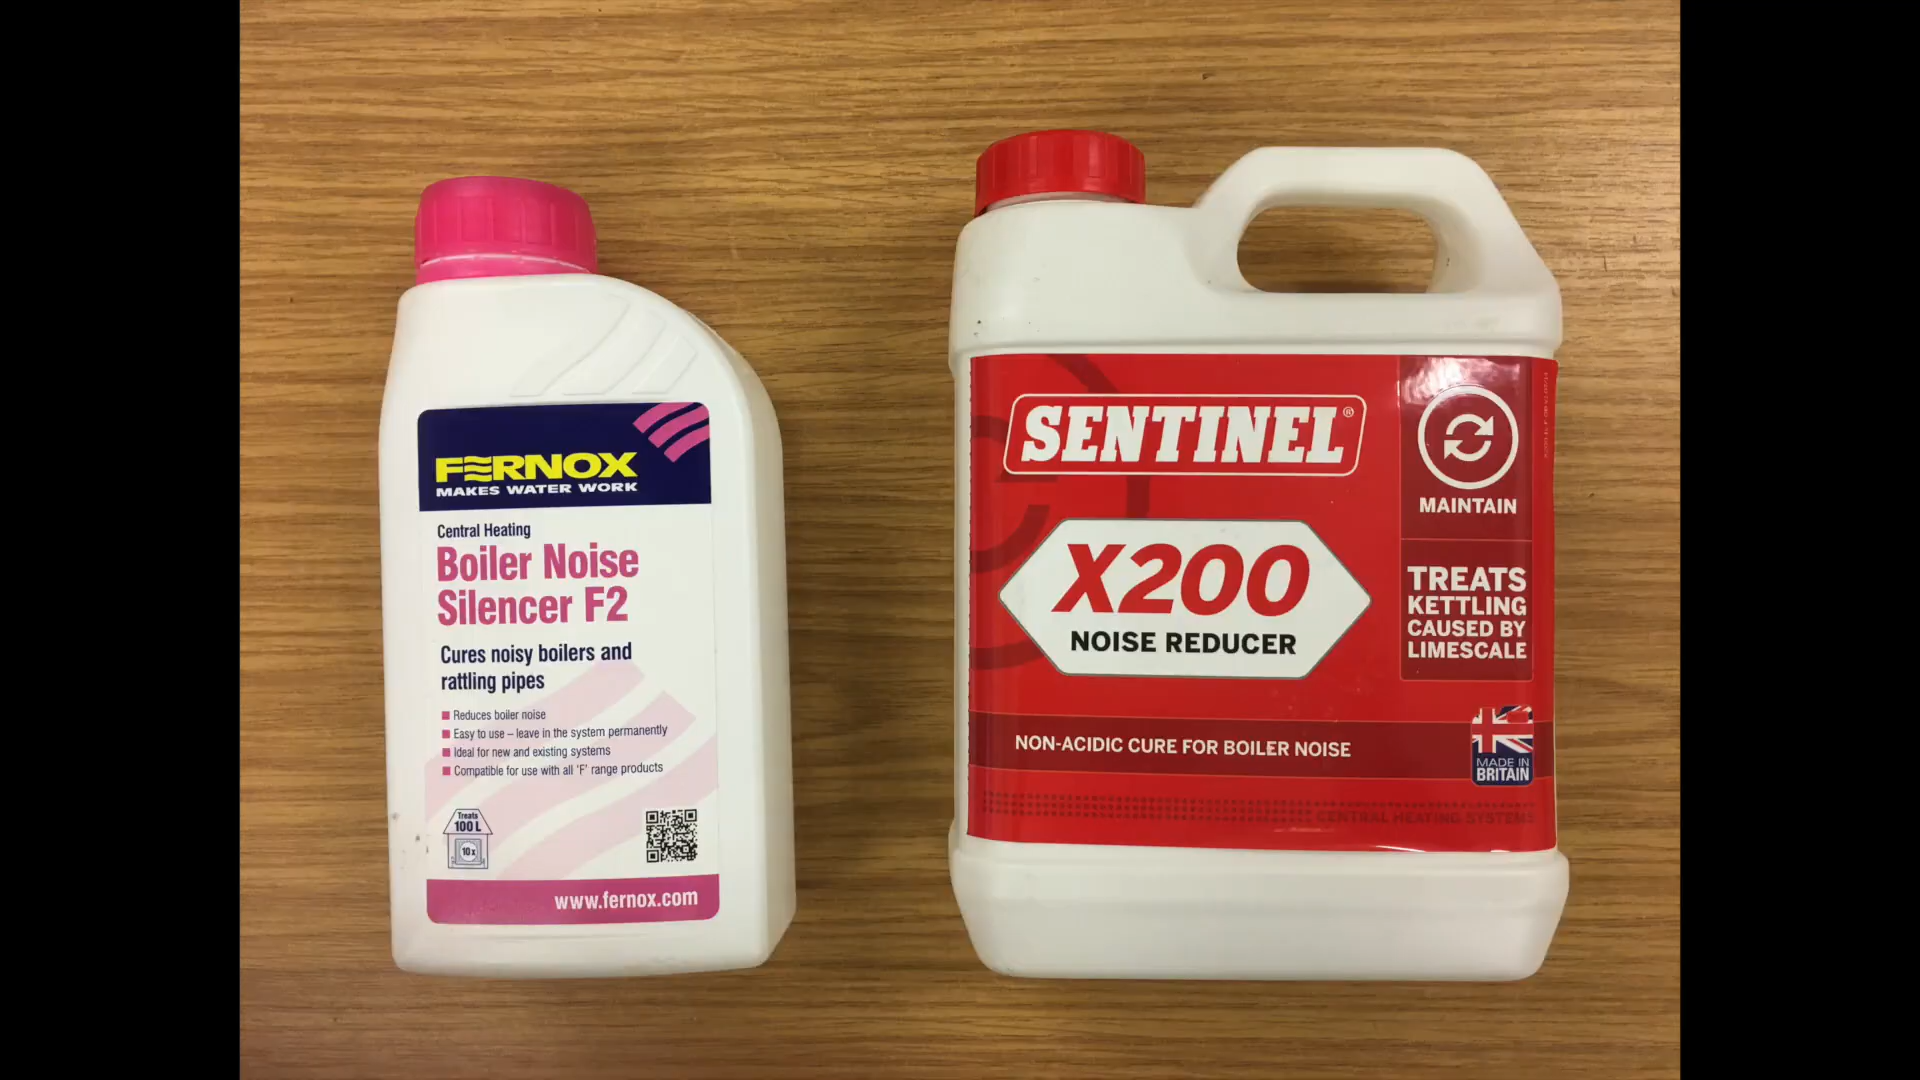 FERNOX
MAKES WATER WORK
Central Heating
Boiler Noise
Silencer F2
Cures noisy boilers and
rattling pipes
Reduces boiler noise
Easy to use – leave in the system permanently
Ideal for new and existing systems
Compatible for use with all 'F' range products
Treats
100 L
10x
www.fernox.com
SENTINEL®
X200
NOISE REDUCER
MAINTAIN
TREATS
KETTLING
CAUSED BY
LIMESCALE
NON-ACIDIC CURE FOR BOILER NOISE
MADE IN
BRITAIN
CENTRAL HEATING SYSTEMS